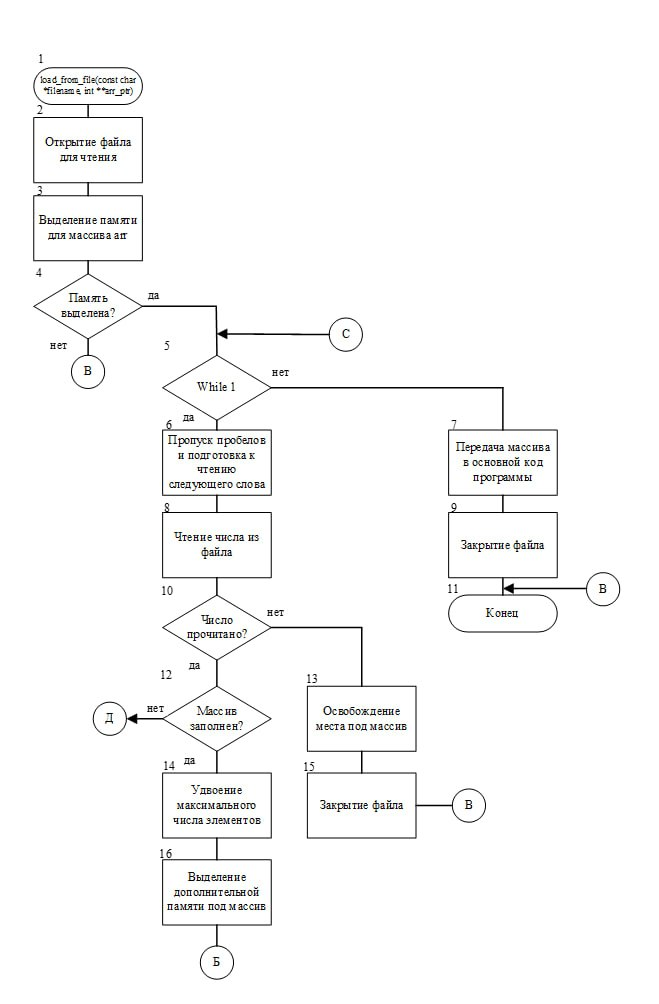 1
load_from_file(const char
*filename, int **arr_ptr)
2
Открытие файла
для чтения
3
Выделение памяти
для массива arr
4
Память
выделена?
да
нет
В
С
5
While 1
нет
да
6
Пропуск пробелов
и подготовка к
чтению
следующего слова
7
Передача массива
в основной код
программы
8
Чтение числа из
файла
9
Закрытие файла
10
Число
прочитано?
нет
да
11
Конец
В
12
Массив
заполнен?
нет
Д
да
13
Освобождение
места под массив
14
Удвоение
максимального
числа элементов
15
Закрытие файла
В
16
Выделение
дополнительной
памяти под массив
Б